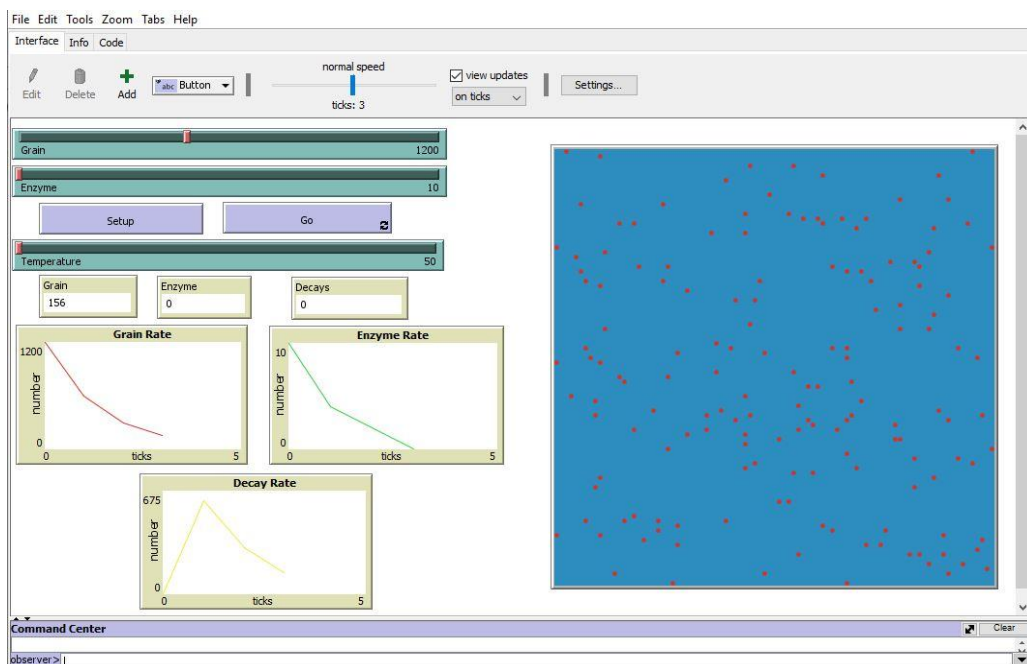 File Edit Tools Zoom Tabs Help
Interface Info Code
normal speed
Edit Delete Add abc Button ticks: 3 view updates on ticks Settings...
Grain 1200
Enzyme 10
Setup Go
Temperature 50
Grain Enzyme Decays
156 0 0
Grain Rate
1200
number
0
0 ticks 5
Enzyme Rate
10
number
0
0 ticks 5
Decay Rate
675
number
0
0 ticks 5
Command Center Clear
observer>